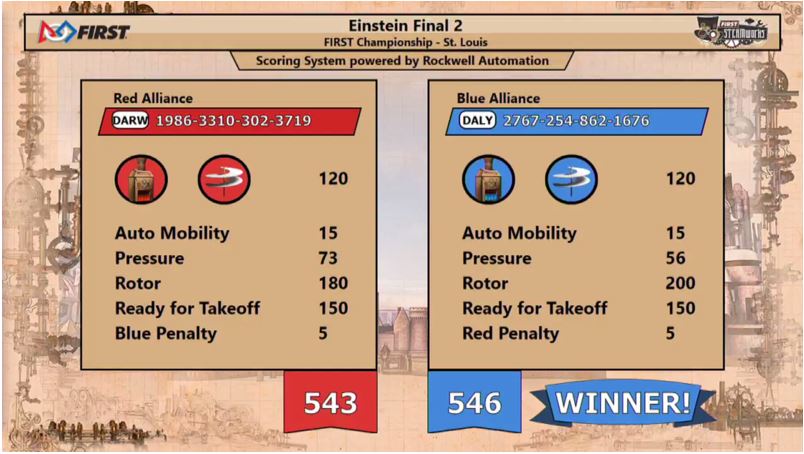 FIRST
Einstein Final 2
FIRST Championship - St. Louis
FIRST
STEAMworks
Scoring System powered by Rockwell Automation
Red Alliance
DARW 1986-3310-302-3719
120
Auto Mobility 15
Pressure 73
Rotor 180
Ready for Takeoff 150
Blue Penalty 5
543
Blue Alliance
DALY 2767-254-862-1676
120
Auto Mobility 15
Pressure 56
Rotor 200
Ready for Takeoff 150
Red Penalty 5
546
WINNER!